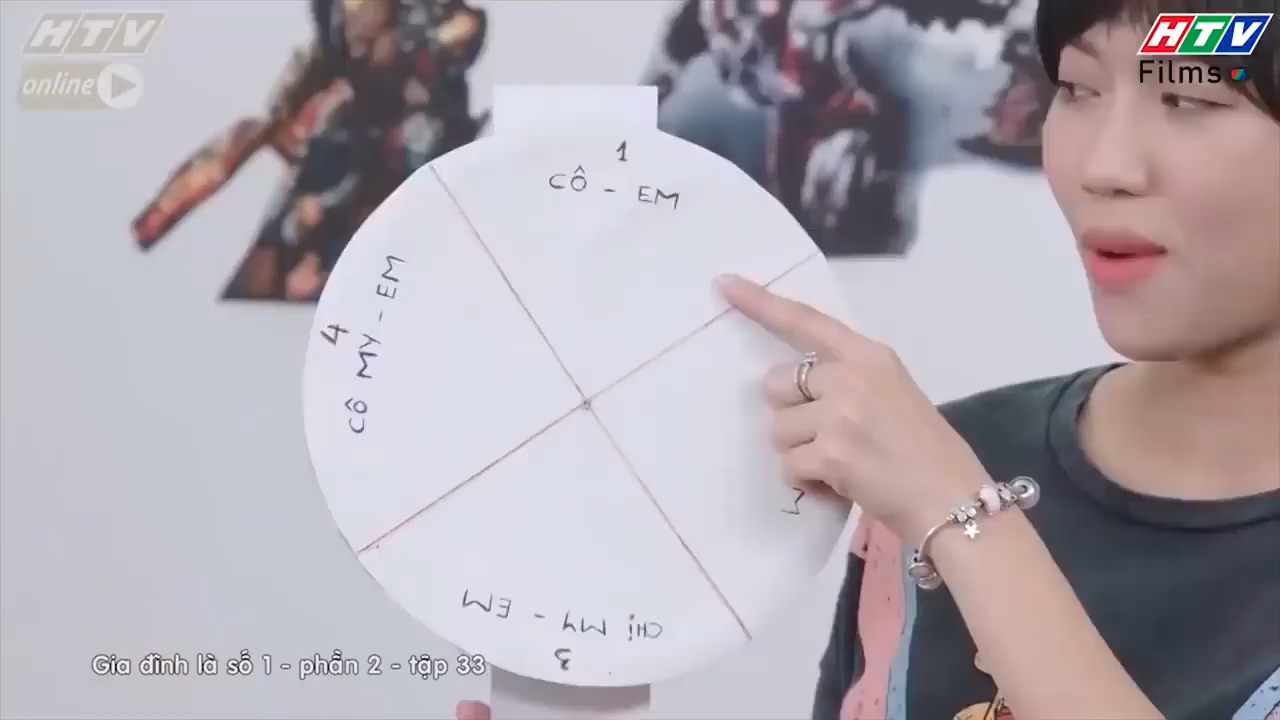 HTV
online
HTV
Films
1
CÔ - EM
4
CÔ MY - EM
M
CHỊ MY - EM
3
Gia đình là số 1 - phần 2 - tập 33